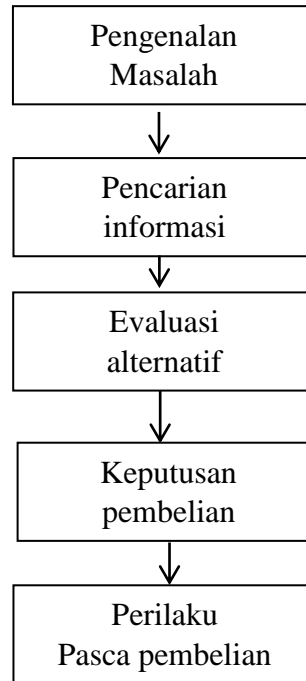 Pengenalan
Masalah
Pencarian
informasi
Evaluasi
alternatif
Keputusan
pembelian
Perilaku
Pasca pembelian